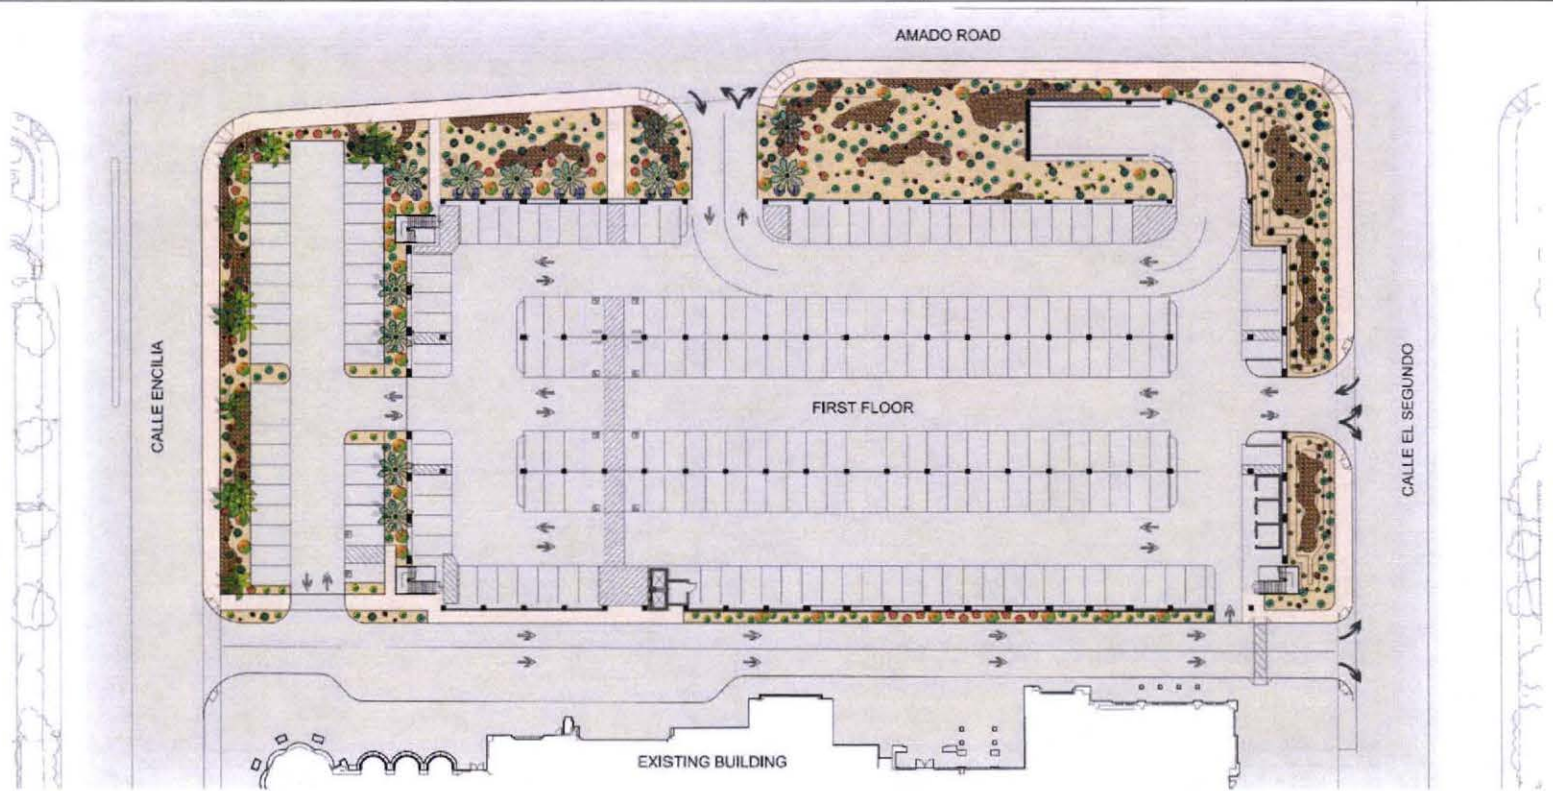 AMADO ROAD
CALLE ENCILIA
FIRST FLOOR
CALLE EL SEGUNDO
EXISTING BUILDING